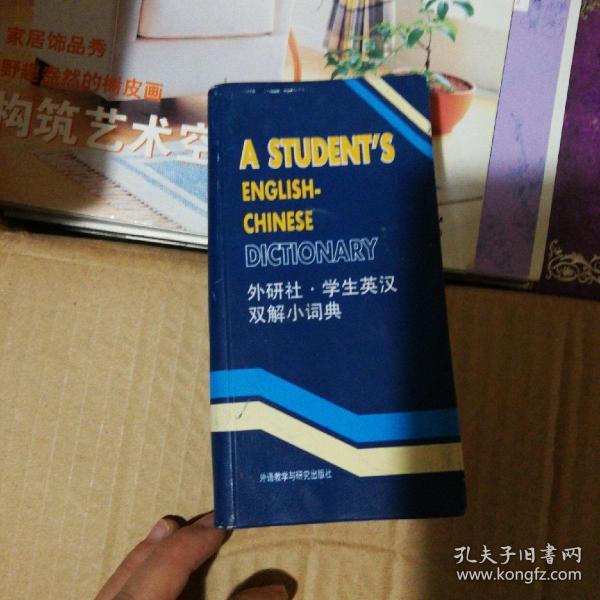 家居饰品秀
野趣盎然的树皮画
构筑艺术空
A STUDENT'S
ENGLISH-
CHINESE
DICTIONARY
外研社·学生英汉
双解小词典
外语教学与研究出版社
孔夫子旧书网
www.kongfz.com